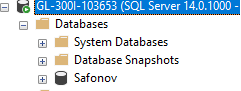 GL-300I-103653 (SQL Server 14.0.1000 -
Databases
System Databases
Database Snapshots
Safonov